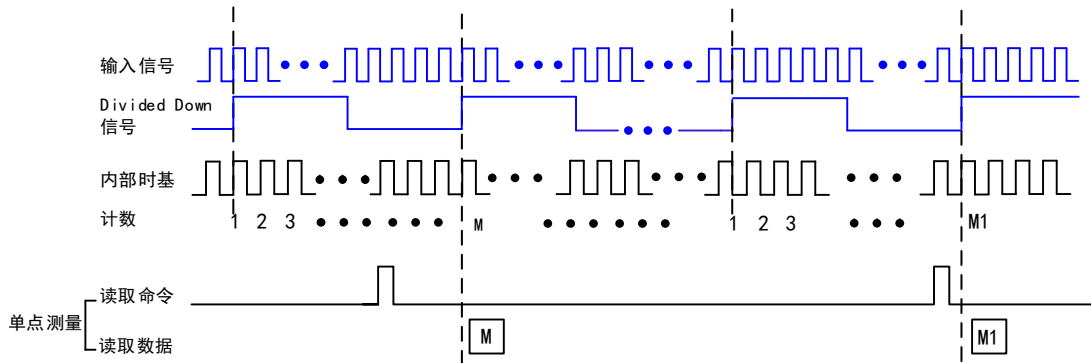 输入信号
Divided Down
信号
内部时基
计数
1 2 3 M 1 2 3 M1
读取命令
单点测量
M M1
读取数据